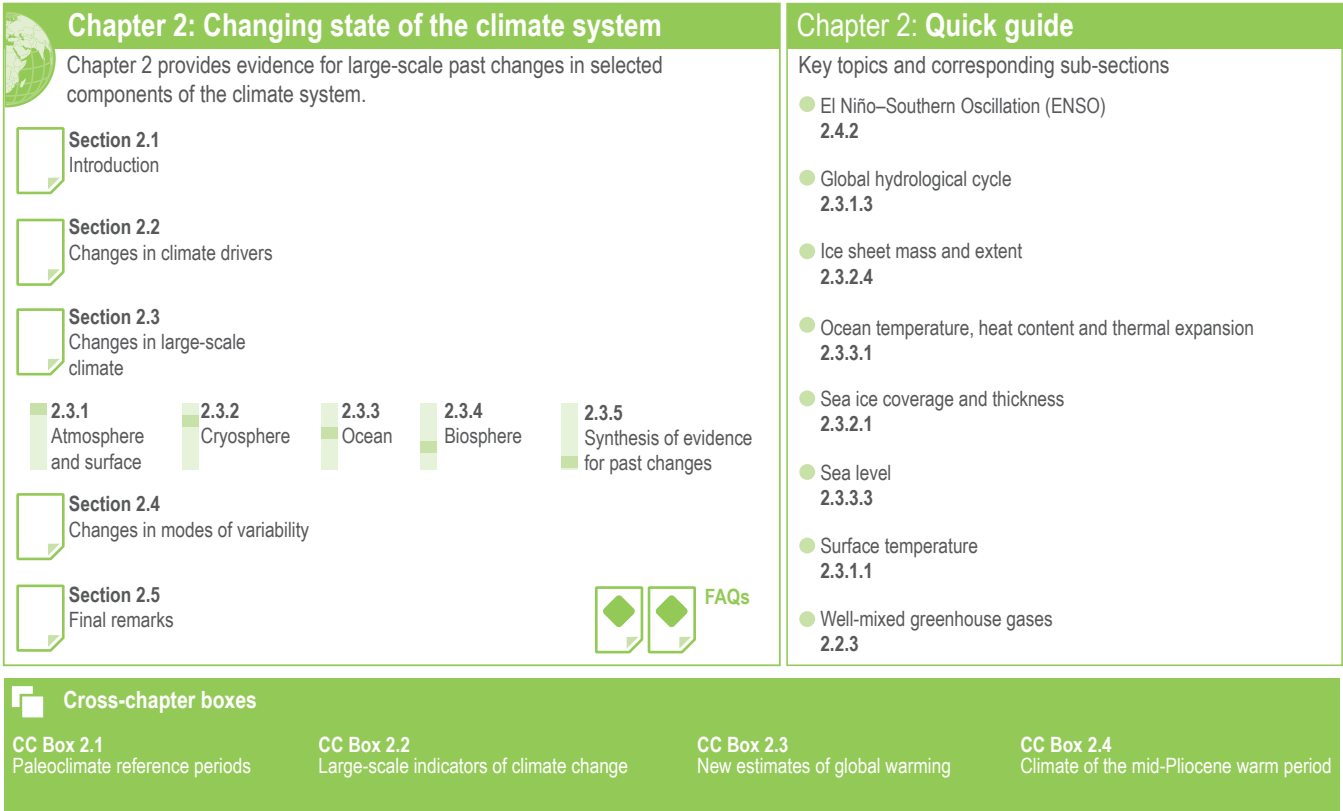 Chapter 2: Changing state of the climate system
Chapter 2 provides evidence for large-scale past changes in selected
components of the climate system.
Section 2.1
Introduction
Section 2.2
Changes in climate drivers
Section 2.3
Changes in large-scale
climate
2.3.1
Atmosphere
and surface
2.3.2
Cryosphere
2.3.3
Ocean
2.3.4
Biosphere
2.3.5
Synthesis of evidence
for past changes
Section 2.4
Changes in modes of variability
Section 2.5
Final remarks
FAQs
Chapter 2: Quick guide
Key topics and corresponding sub-sections
El Niño–Southern Oscillation (ENSO)
2.4.2
Global hydrological cycle
2.3.1.3
Ice sheet mass and extent
2.3.2.4
Ocean temperature, heat content and thermal expansion
2.3.3.1
Sea ice coverage and thickness
2.3.2.1
Sea level
2.3.3.3
Surface temperature
2.3.1.1
Well-mixed greenhouse gases
2.2.3
Cross-chapter boxes
CC Box 2.1
Paleoclimate reference periods
CC Box 2.2
Large-scale indicators of climate change
CC Box 2.3
New estimates of global warming
CC Box 2.4
Climate of the mid-Pliocene warm period